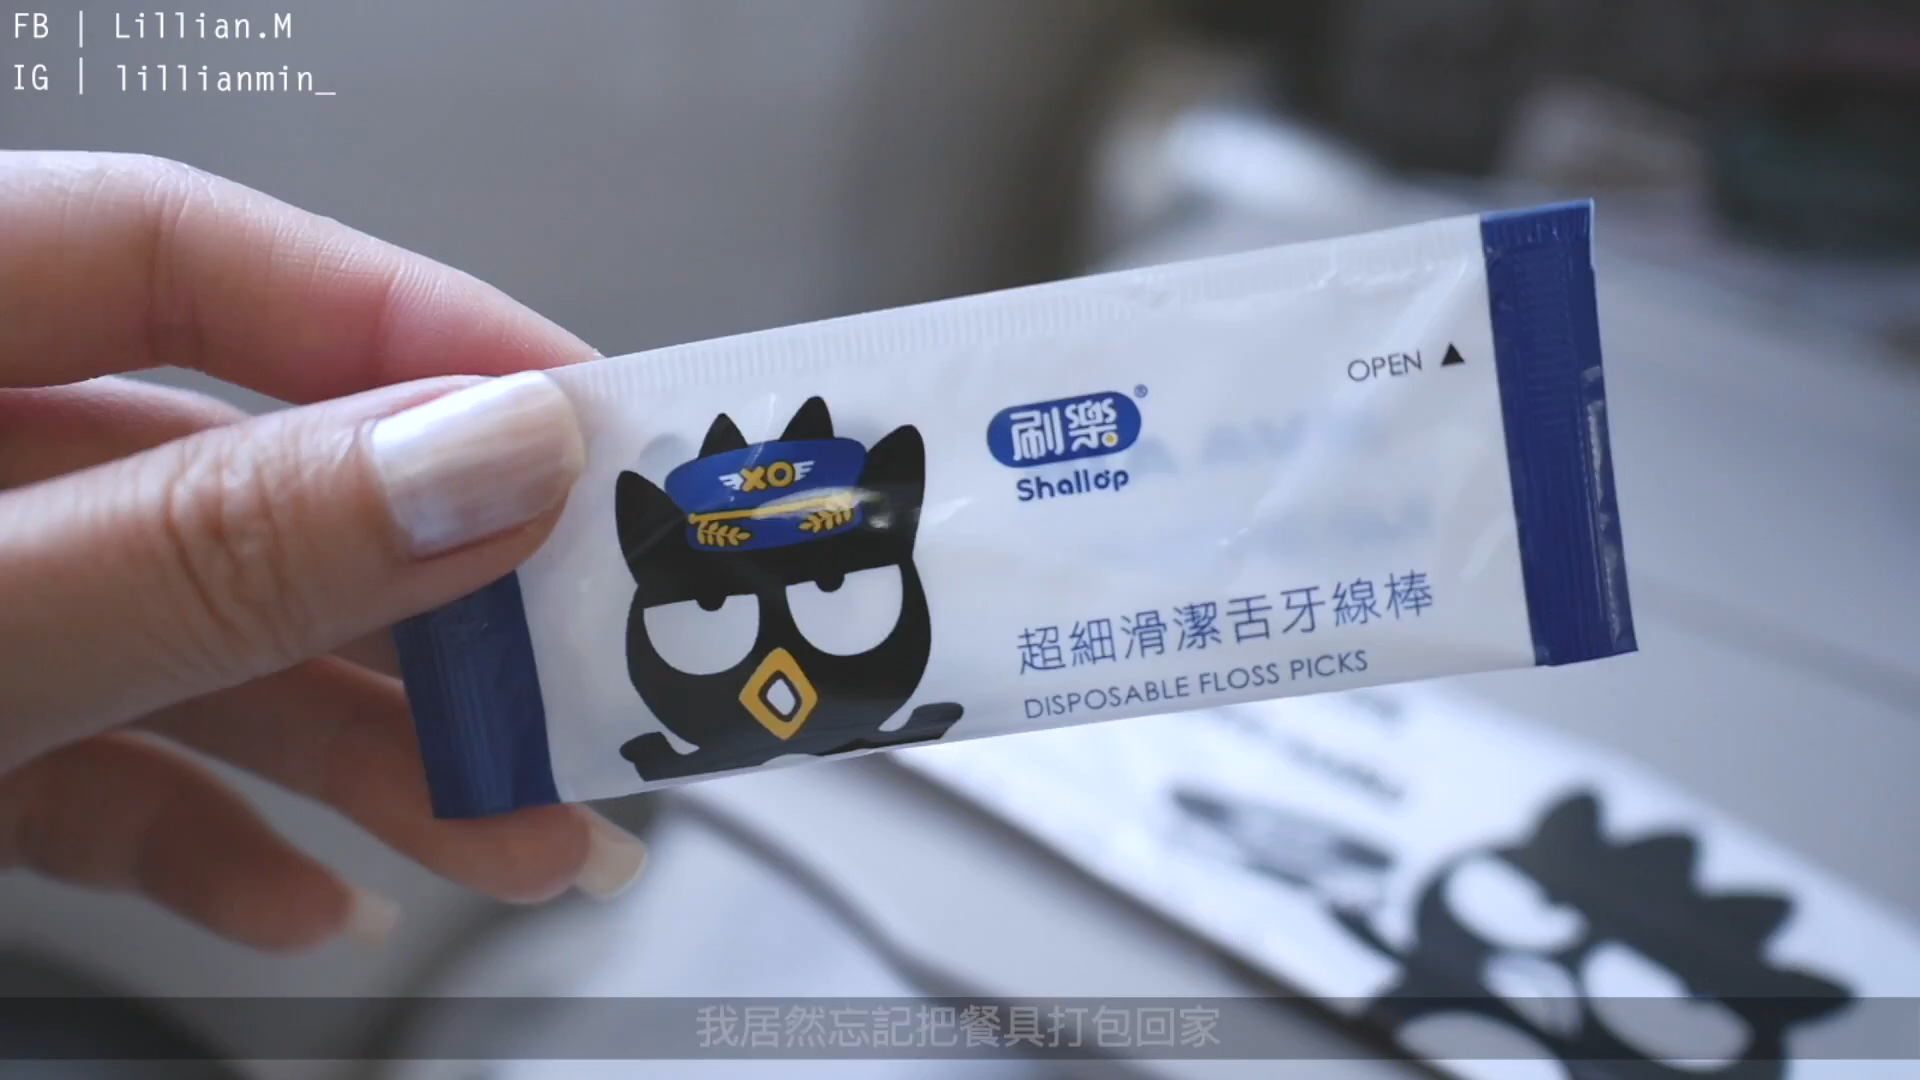 FB | Lillian.M
IG | lillianmin_
XO
刷樂®
Shallop
OPEN ▲
超細滑潔舌牙線棒
DISPOSABLE FLOSS PICKS
我居然忘記把餐具打包回家